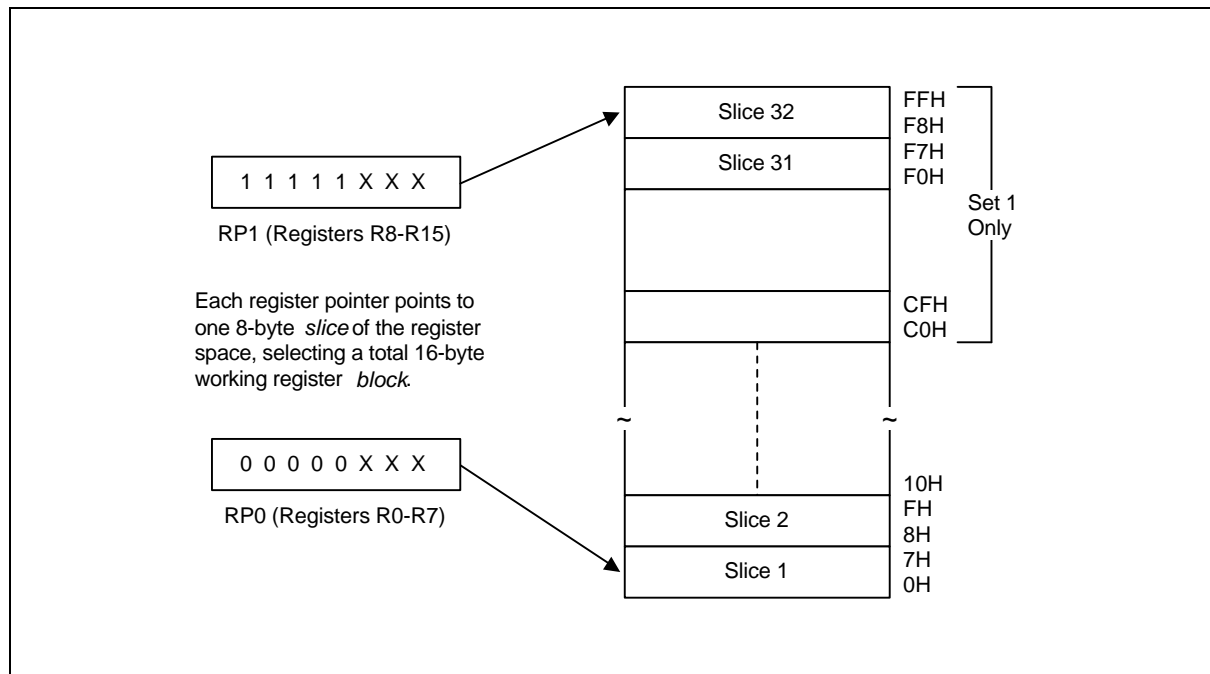 Slice 32
FFH
F8H
Slice 31
F7H
F0H
Set 1
Only
1 1 1 1 1 X X X
RP1 (Registers R8-R15)
Each register pointer points to
one 8-byte slice of the register
space, selecting a total 16-byte
working register block.
CFH
C0H
~ ~
0 0 0 0 0 X X X
RP0 (Registers R0-R7)
10H
FH
Slice 2
8H
7H
Slice 1
0H